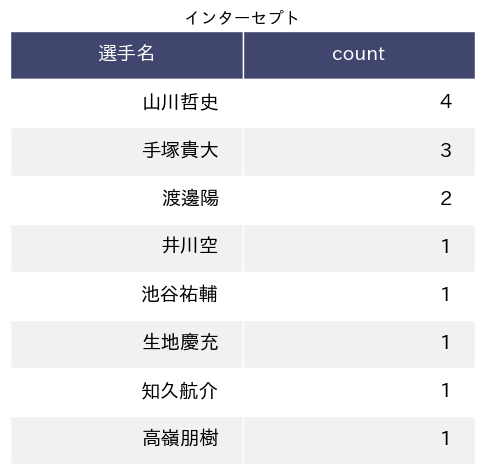 インターセプト
選手名 count
山川哲史 4
手塚貴大 3
渡邊陽 2
井川空 1
池谷祐輔 1
生地慶充 1
知久航介 1
高嶺朋樹 1